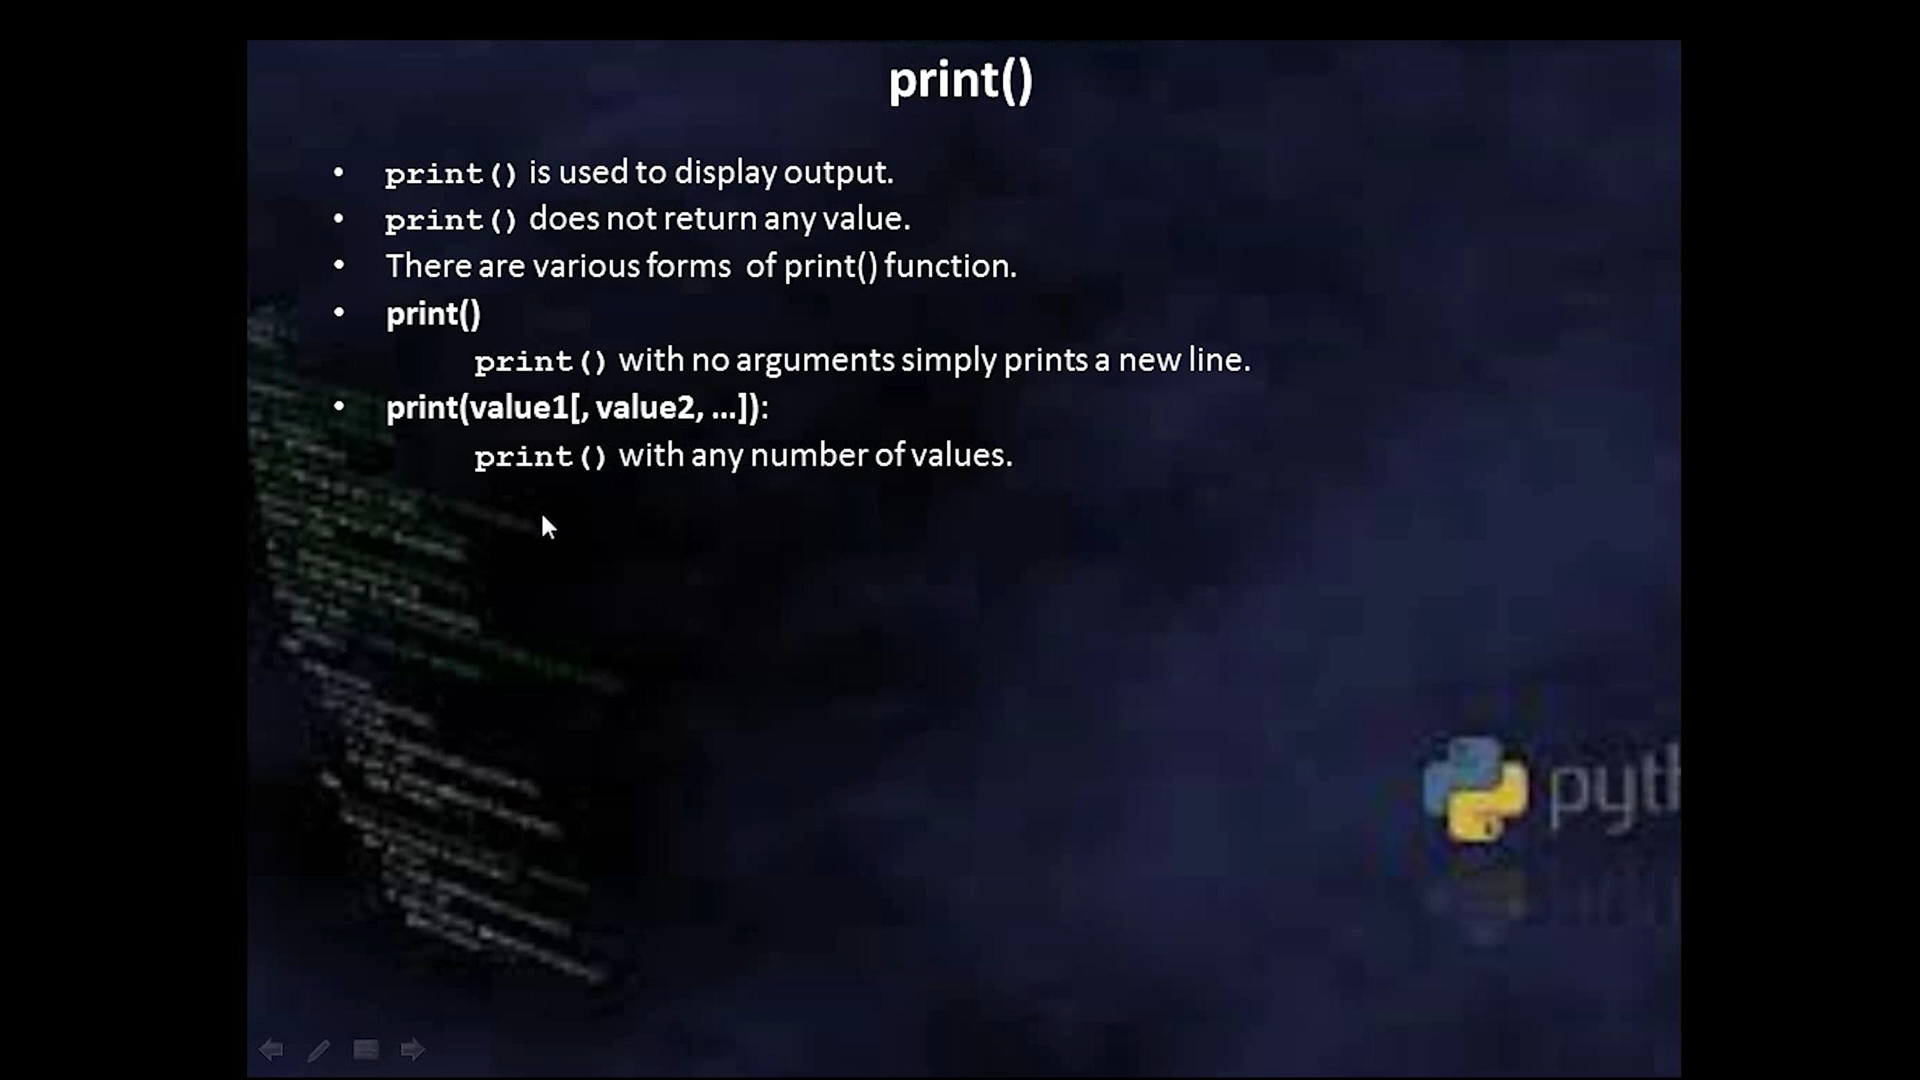 print()
• print() is used to display output.
• print() does not return any value.
• There are various forms of print() function.
• print()
print() with no arguments simply prints a new line.
• print(value1[, value2, ...]):
print() with any number of values.
pyth